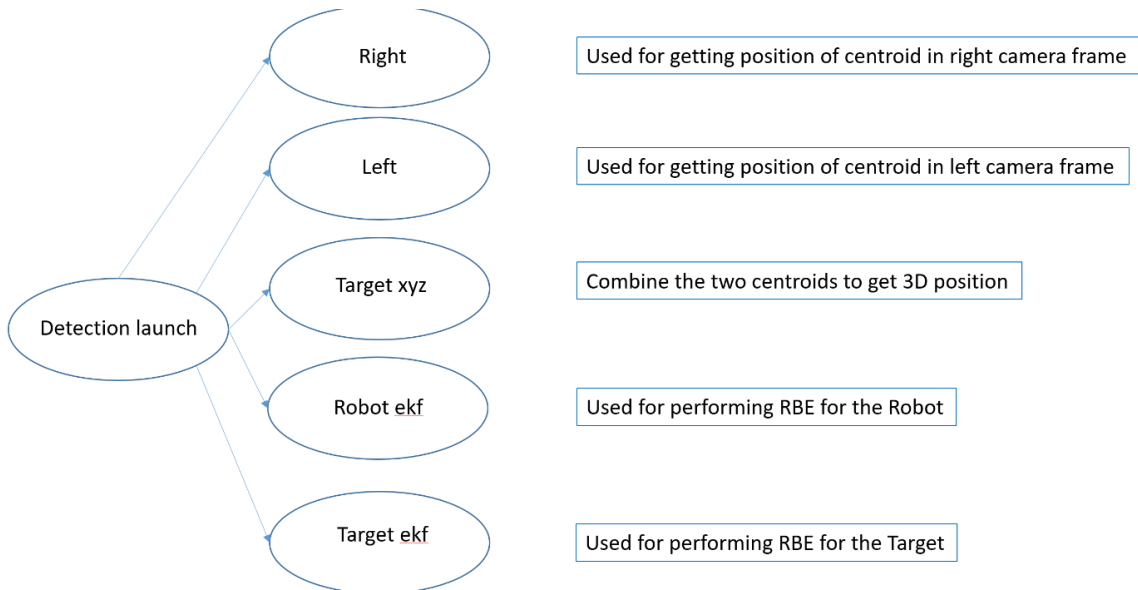 Right
Used for getting position of centroid in right camera frame
Left
Used for getting position of centroid in left camera frame
Target xyz
Combine the two centroids to get 3D position
Detection launch
Robot ekf
Used for performing RBE for the Robot
Target ekf
Used for performing RBE for the Target